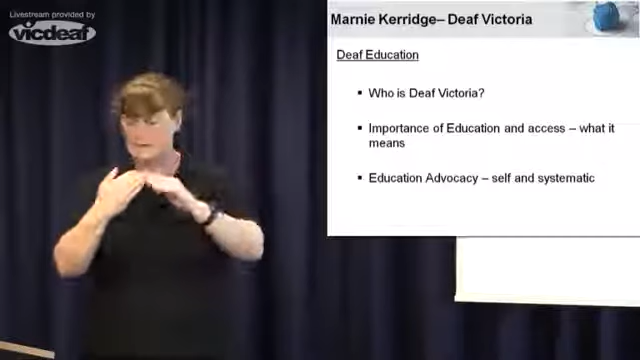 Livestream provided by
vicdeaf
Marnie Kerridge– Deaf Victoria
Deaf Education
▪ Who is Deaf Victoria?
▪ Importance of Education and access – what it
means
▪ Education Advocacy – self and systematic